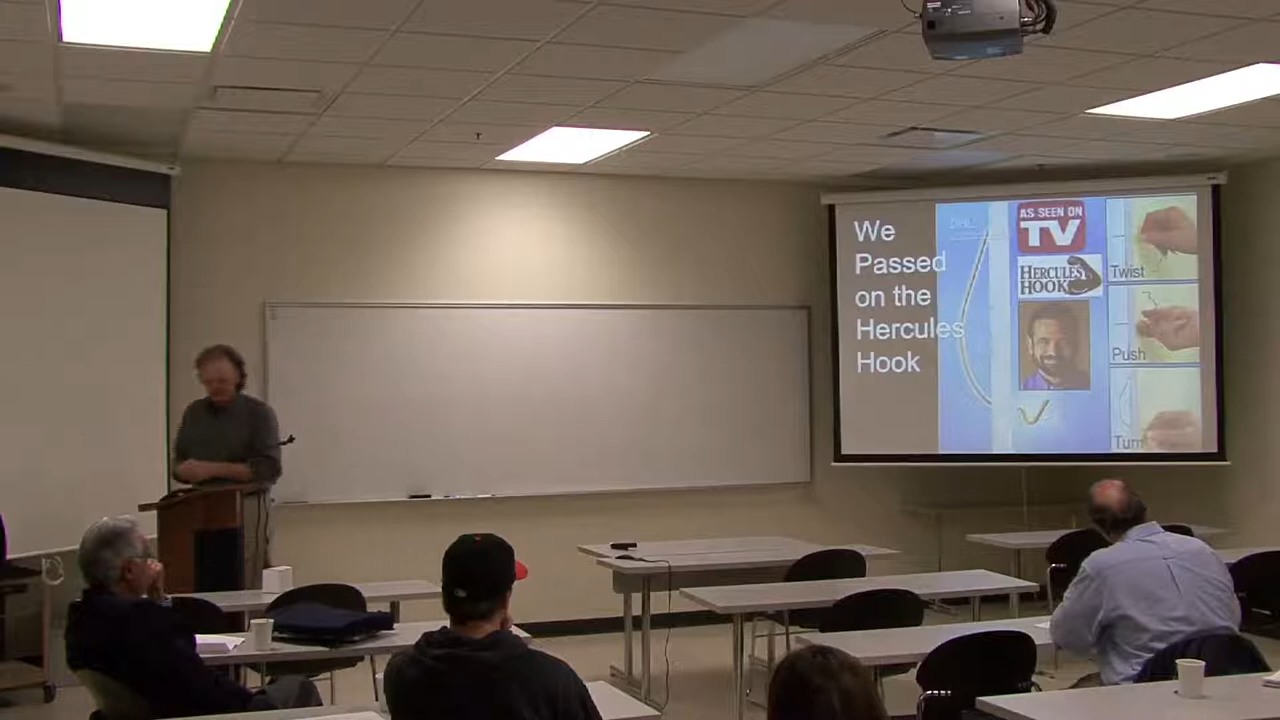 We
Passed
on the
Hercules
Hook
AS SEEN ON
TV
HERCULES
HOOK
Twist
Push
Turn